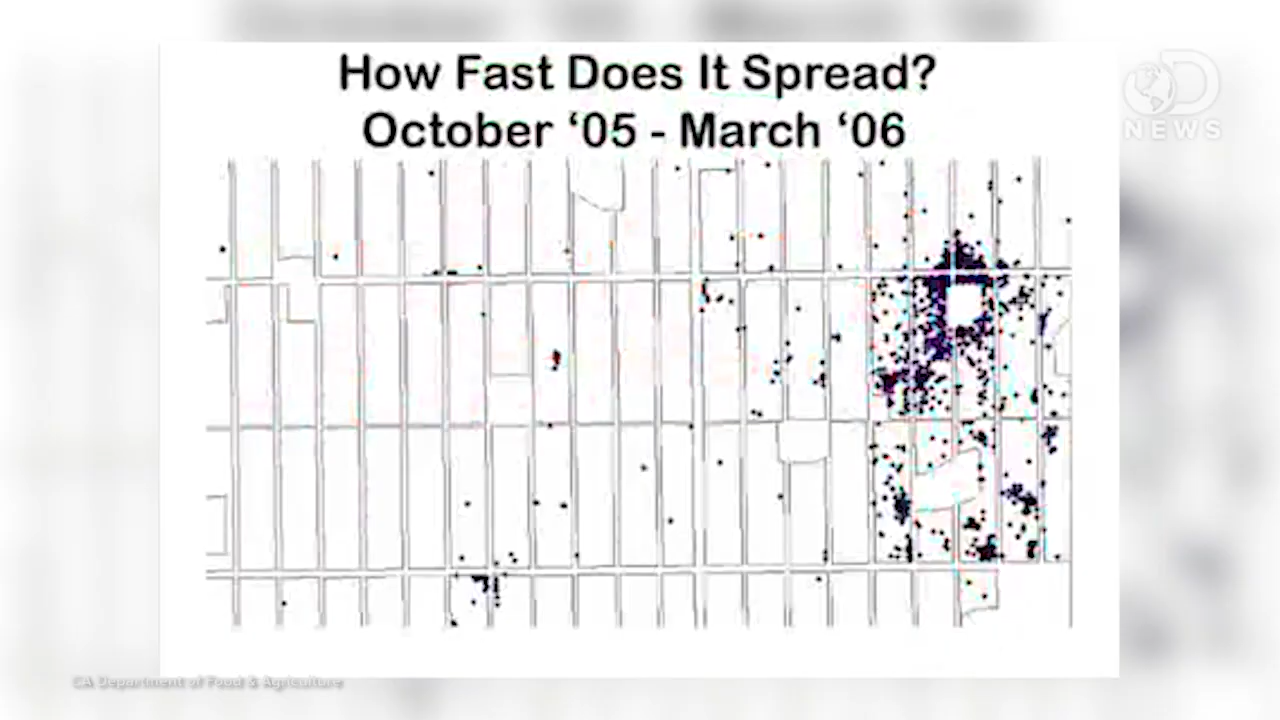 How Fast Does It Spread?
October ‘05 - March ‘06
D
NEWS
CA Department of Food & Agriculture